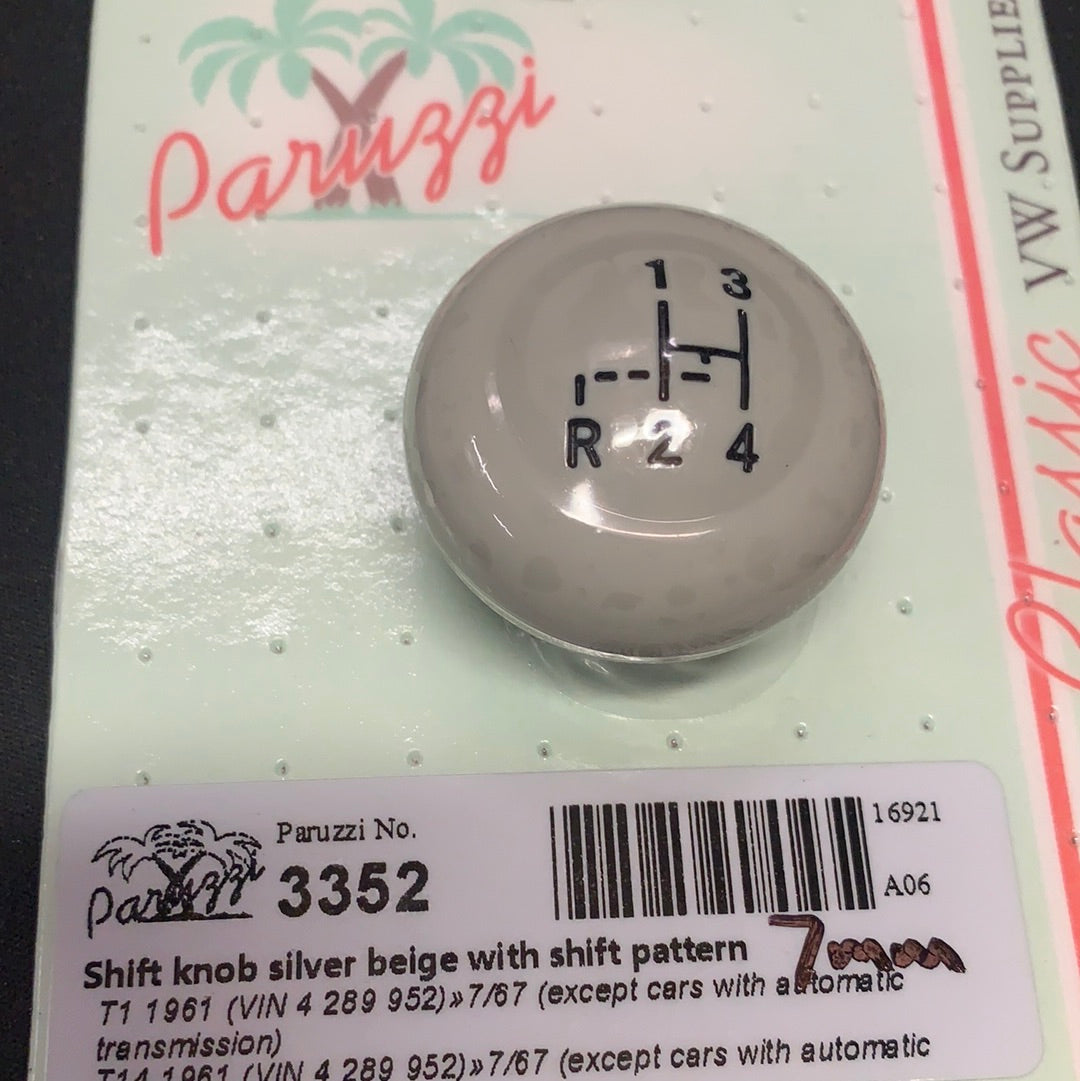 Paruzzi
VW SUPPLIE
Classic
1 3
R 2 4
Paruzzi
Paruzzi No.
3352
16921
A06
Shift knob silver beige with shift pattern
7mm
T1 1961 (VIN 4 289 952)»7/67 (except cars with automatic
transmission)
T14 1961 (VIN 4 289 952)»7/67 (except cars with automatic